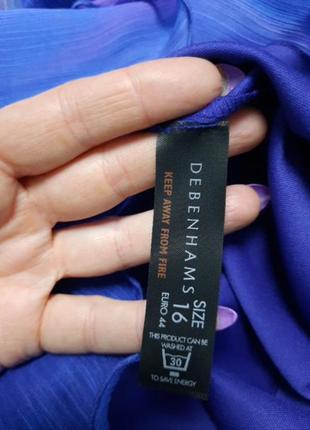 DEBENHAMS
KEEP AWAY FROM FIRE
SIZE
16
EURO 44
THIS PRODUCT CAN BE
WASHED AT
30
TO SAVE ENERGY